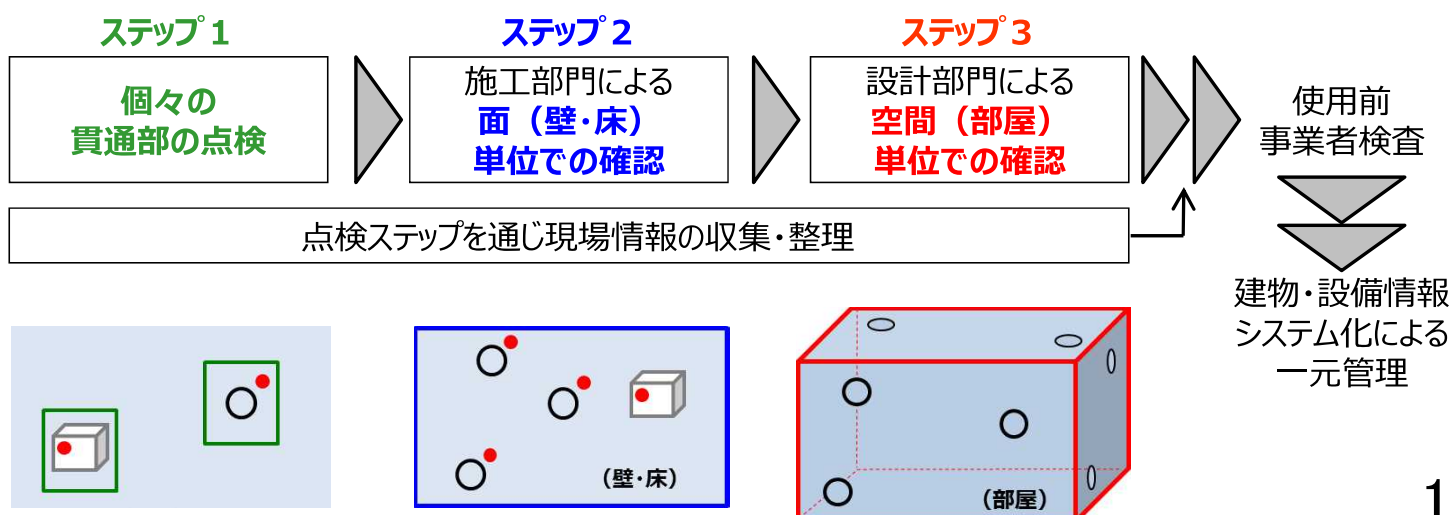 ステップ1
個々の
貫通部の点検
ステップ2
施工部門による
面（壁・床）
単位での確認
ステップ3
設計部門による
空間（部屋）
単位での確認
使用前
事業者検査
点検ステップを通じ現場情報の収集・整理
建物・設備情報
システム化による
一元管理
(壁・床)
(部屋)
1